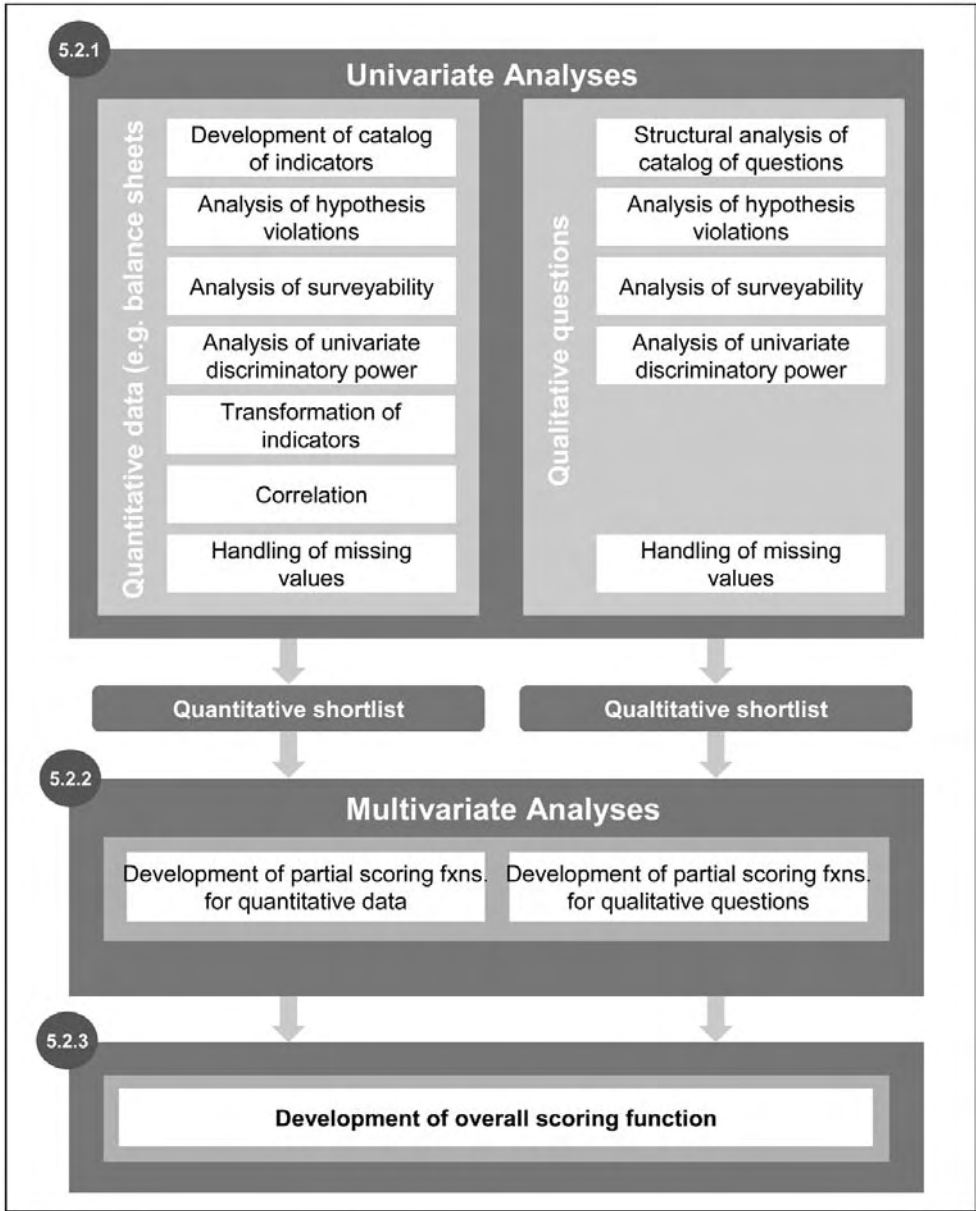 5.2.1
Univariate Analyses
Quantitative data (e.g. balance sheets
Development of catalog
of indicators
Analysis of hypothesis
violations
Analysis of surveyability
Analysis of univariate
discriminatory power
Transformation of
indicators
Correlation
Handling of missing
values
Qualitative questions
Structural analysis of
catalog of questions
Analysis of hypothesis
violations
Analysis of surveyability
Analysis of univariate
discriminatory power
Handling of missing
values
Quantitative shortlist
Qualtitative shortlist
5.2.2
Multivariate Analyses
Development of partial scoring fxns.
for quantitative data
Development of partial scoring fxns.
for qualitative questions
5.2.3
Development of overall scoring function